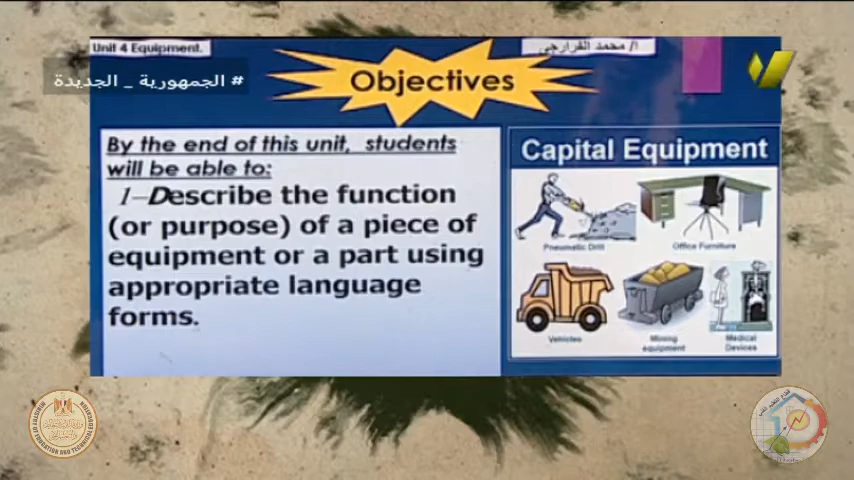 Unit 4 Equipment.
ا/ محمد القرارجي
# الجمهورية _ الجديدة
Objectives
By the end of this unit, students
will be able to:
1–Describe the function
(or purpose) of a piece of
equipment or a part using
appropriate language
forms.
Capital Equipment
Pneumatic Drill
Office Furniture
Vehicles
Mining
equipment
Medical
Devices